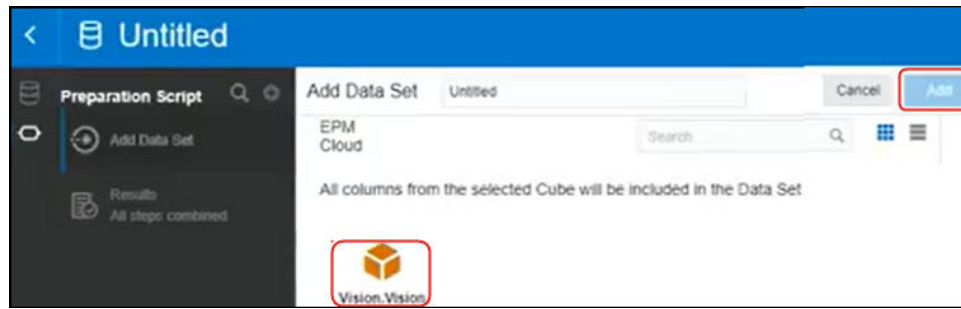 Untitled
Preparation Script
Add Data Set
Results
All steps combined
Add Data Set
Untitled
Cancel
Add
EPM
Cloud
Search
All columns from the selected Cube will be included in the Data Set
Vision.Vision